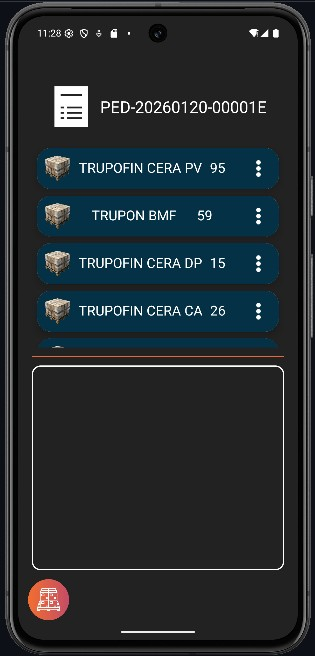 11:28
PED-20260120-00001E
TRUPOFIN CERA PV 95
TRUPON BMF 59
TRUPOFIN CERA DP 15
TRUPOFIN CERA CA 26